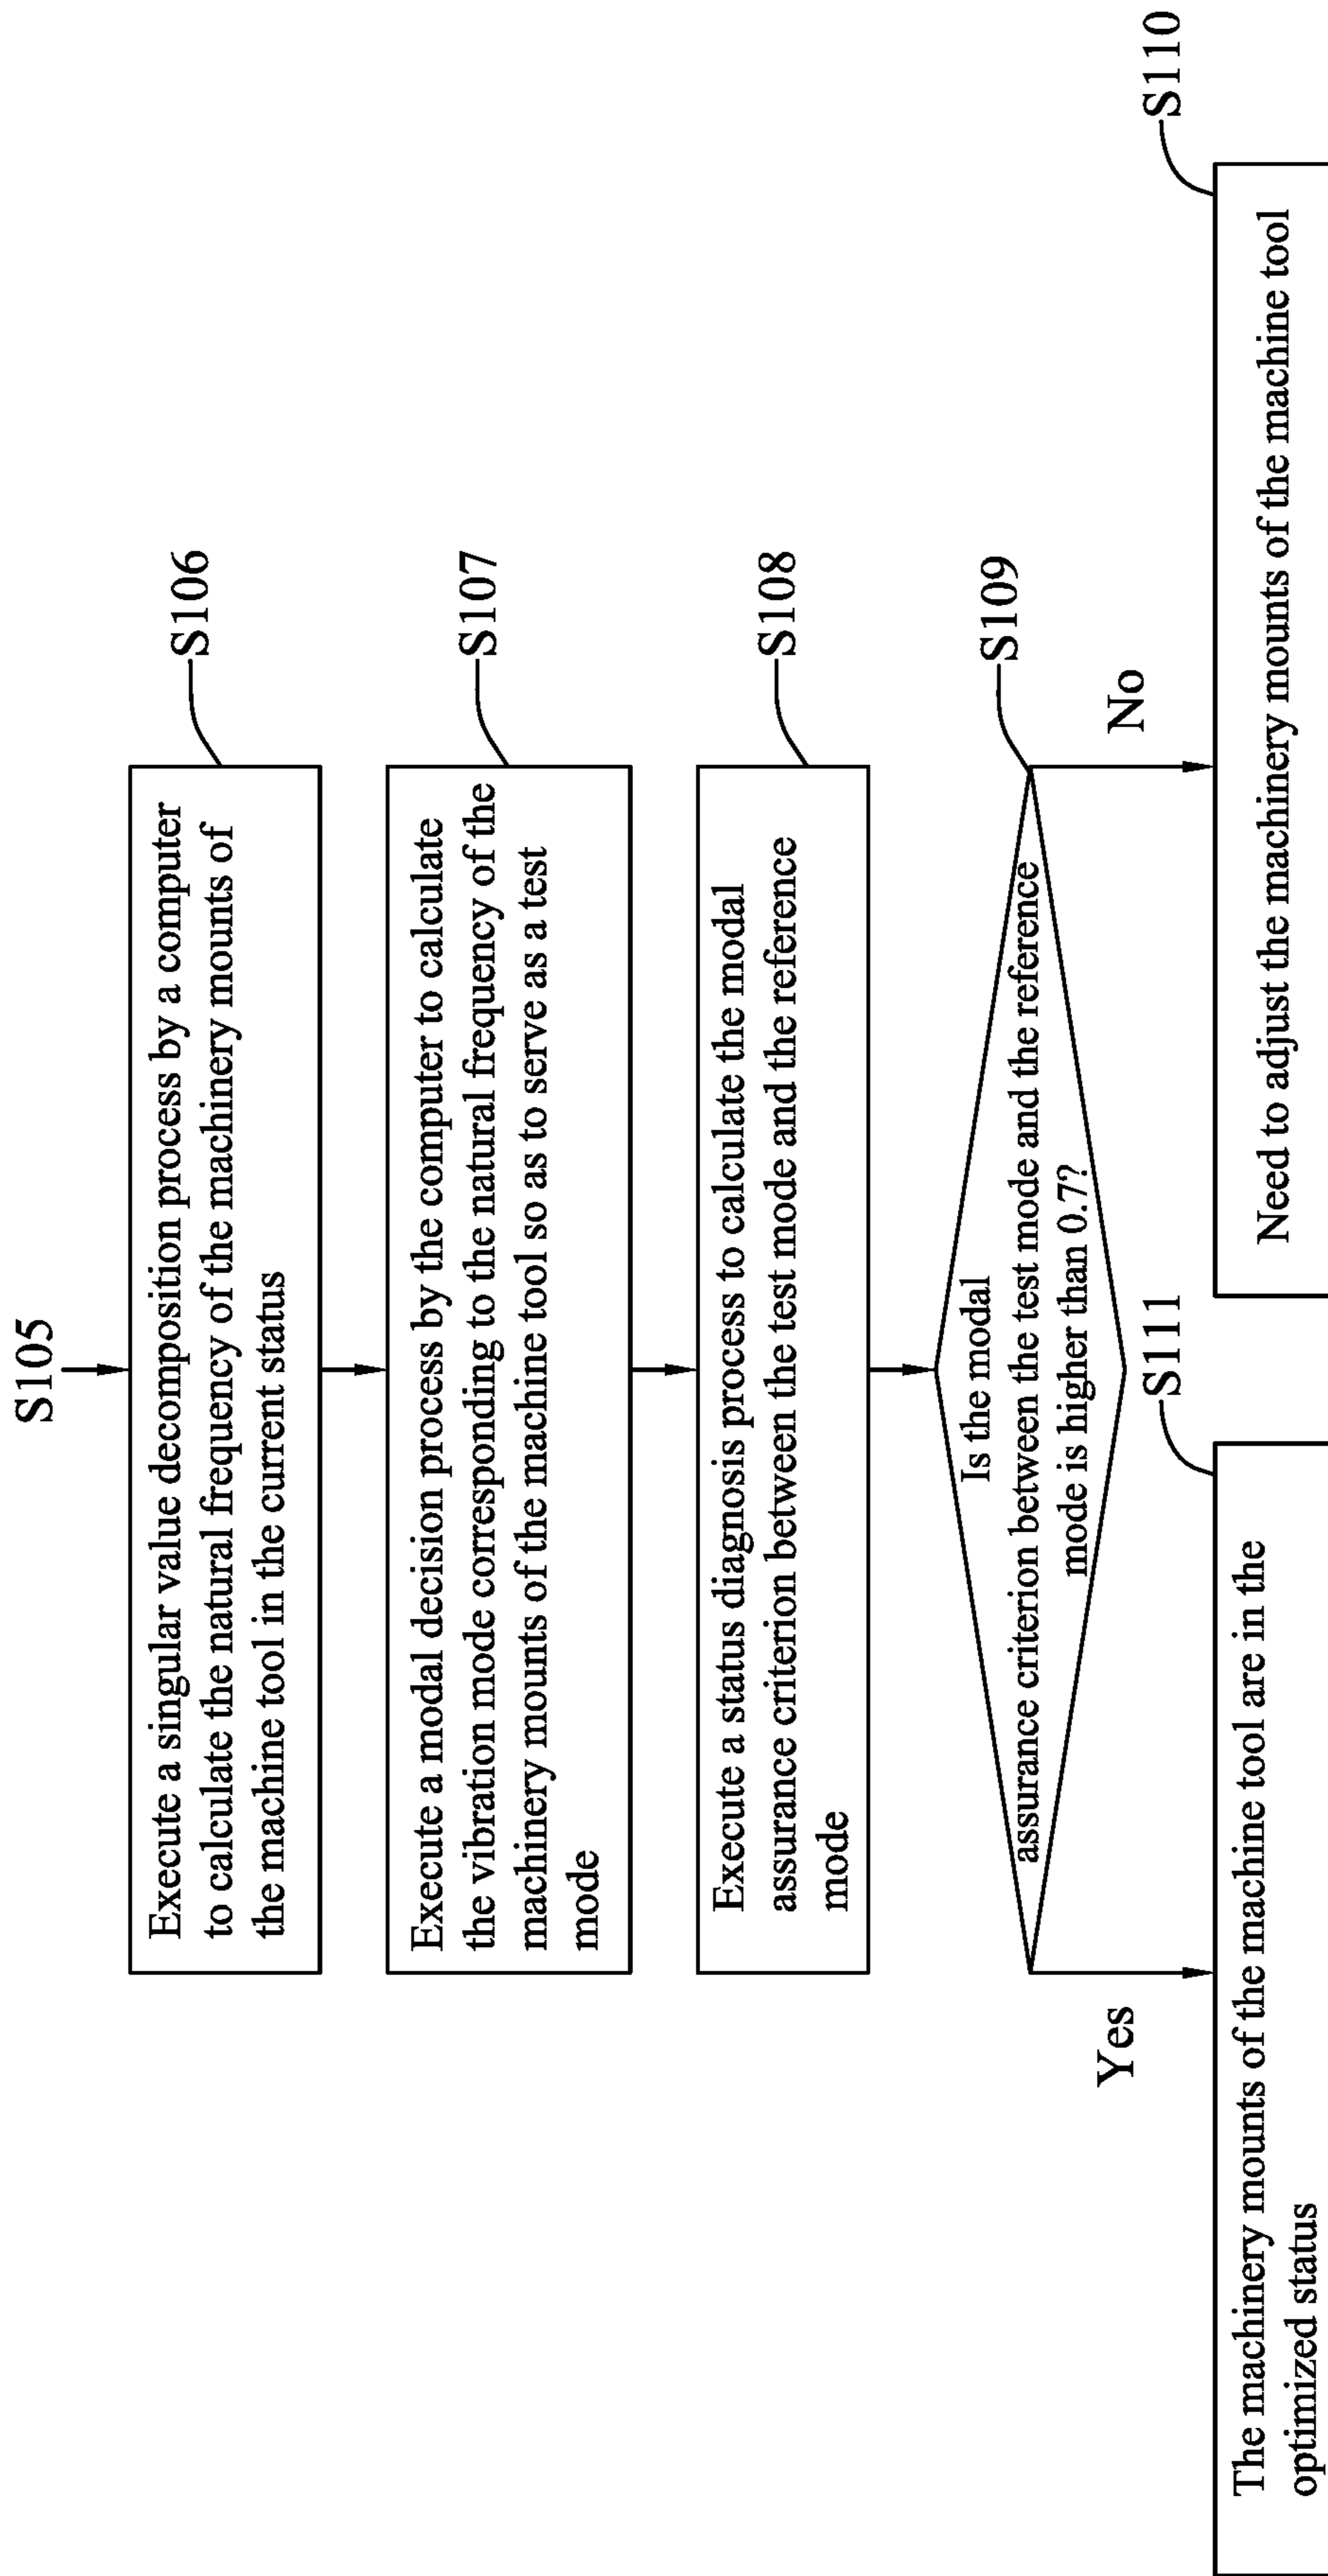 S105
Execute a singular value decomposition process by a computer
to calculate the natural frequency of the machinery mounts of
the machine tool in the current status
S106
Execute a modal decision process by the computer to calculate
the vibration mode corresponding to the natural frequency of the
machinery mounts of the machine tool so as to serve as a test
mode
S107
Execute a status diagnosis process to calculate the modal
assurance criterion between the test mode and the reference
mode
S108
Is the modal
assurance criterion between the test mode and the reference
mode is higher than 0.7?
S109
Yes
No
S111
The machinery mounts of the machine tool are in the
optimized status
S110
Need to adjust the machinery mounts of the machine tool